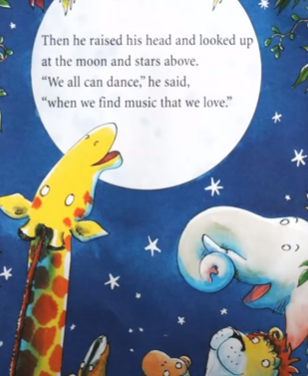 Then he raised his head and looked up
at the moon and stars above.
“We all can dance,” he said,
“when we find music that we love.”